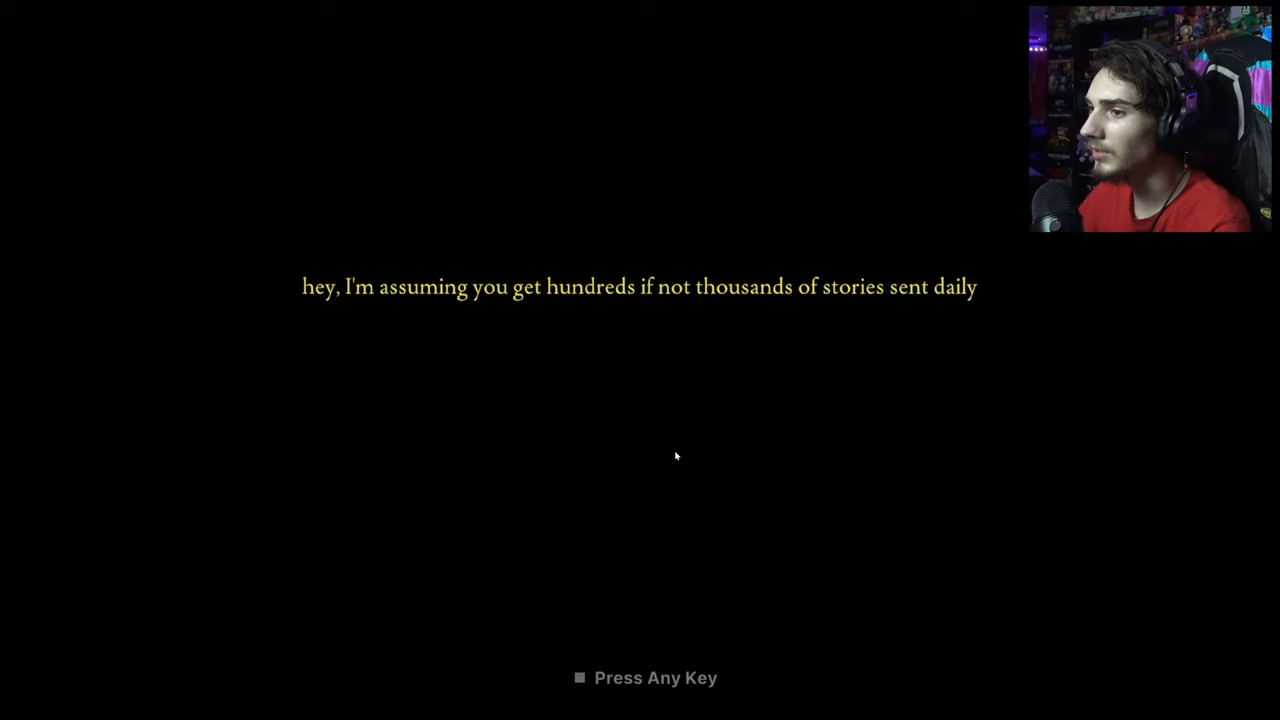 hey, I'm assuming you get hundreds if not thousands of stories sent daily
Press Any Key